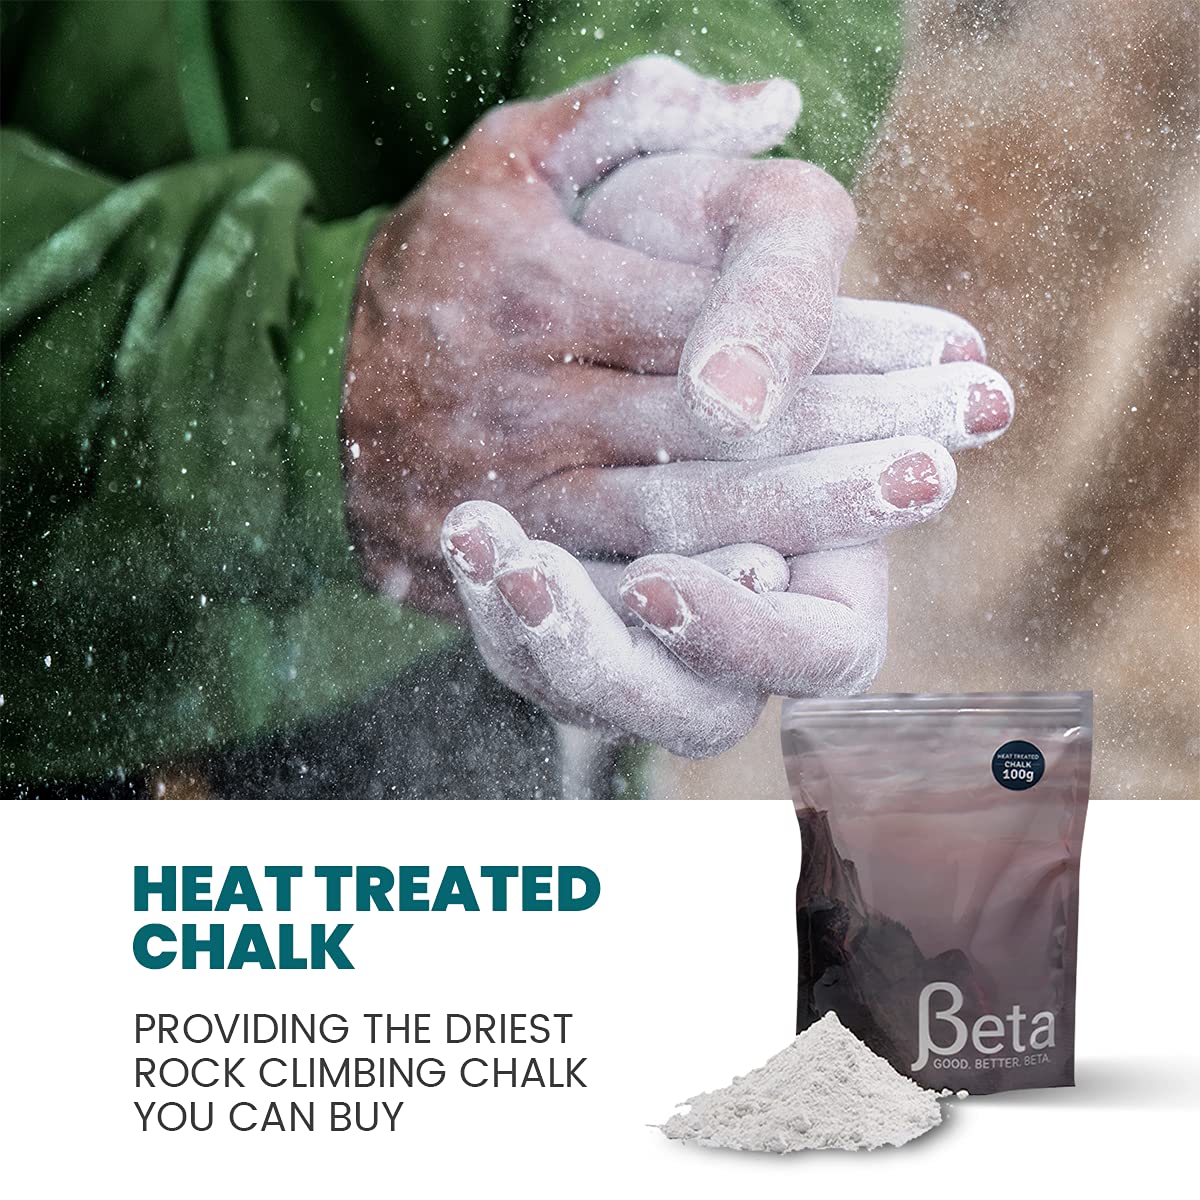 HEAT TREATED
CHALK
100g
HEAT TREATED
CHALK
PROVIDING THE DRIEST
ROCK CLIMBING CHALK
YOU CAN BUY
βeta
GOOD. BETTER. BETA.